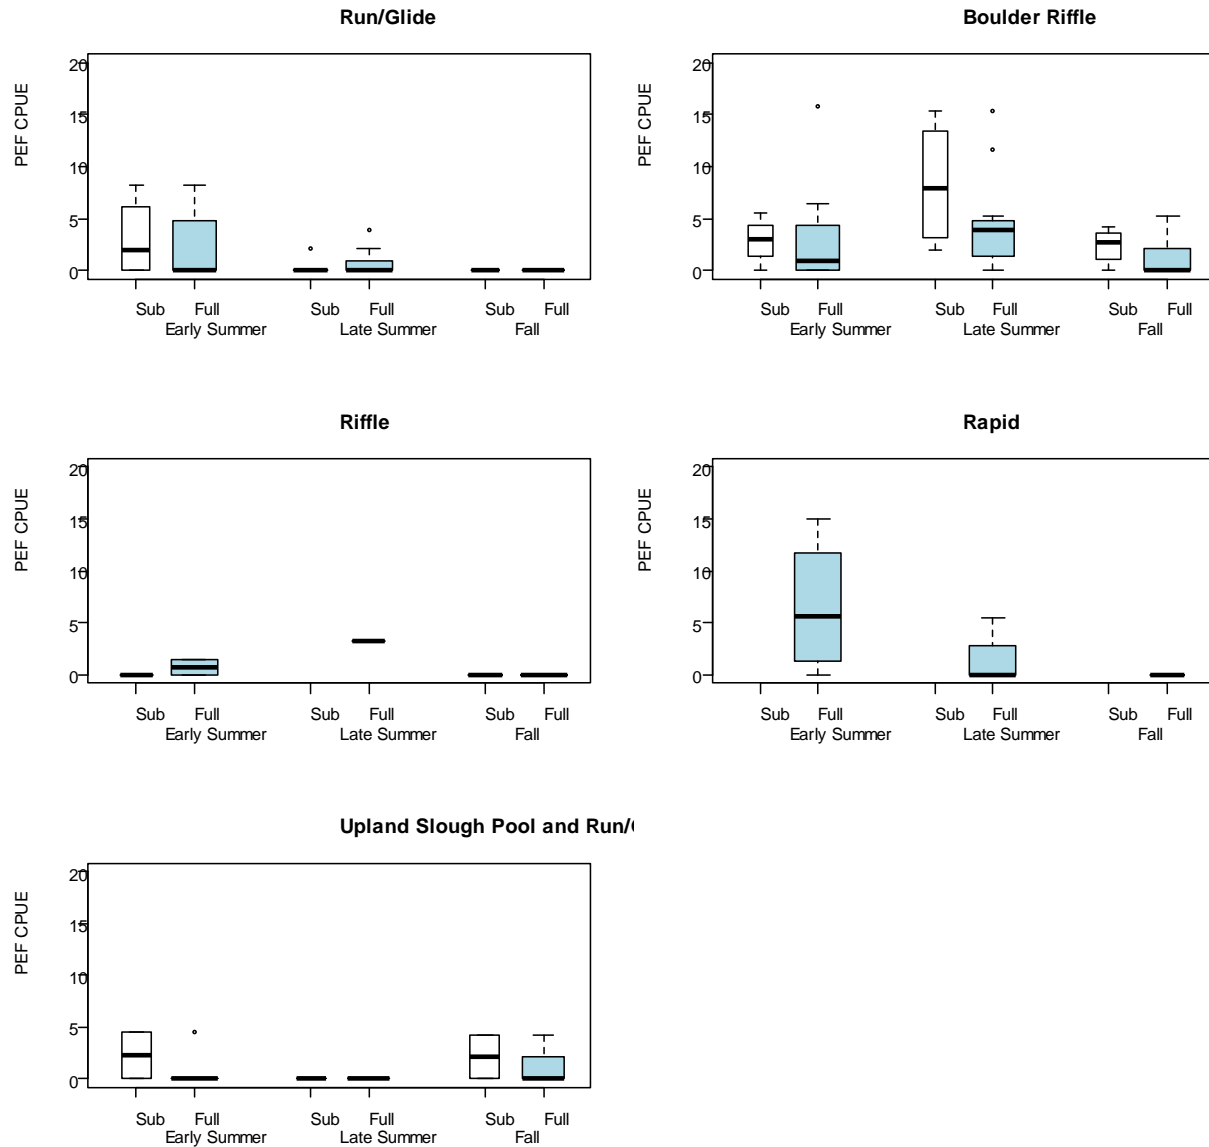 Run/Glide
PEF CPUE
20
15
10
5
0
Sub Full Sub Full Sub Full
Early Summer Late Summer Fall
Boulder Riffle
PEF CPUE
20
15
10
5
0
Sub Full Sub Full Sub Full
Early Summer Late Summer Fall
Riffle
PEF CPUE
20
15
10
5
0
Sub Full Sub Full Sub Full
Early Summer Late Summer Fall
Rapid
PEF CPUE
20
15
10
5
0
Sub Full Sub Full Sub Full
Early Summer Late Summer Fall
Upland Slough Pool and Run/
PEF CPUE
20
15
10
5
0
Sub Full Sub Full Sub Full
Early Summer Late Summer Fall